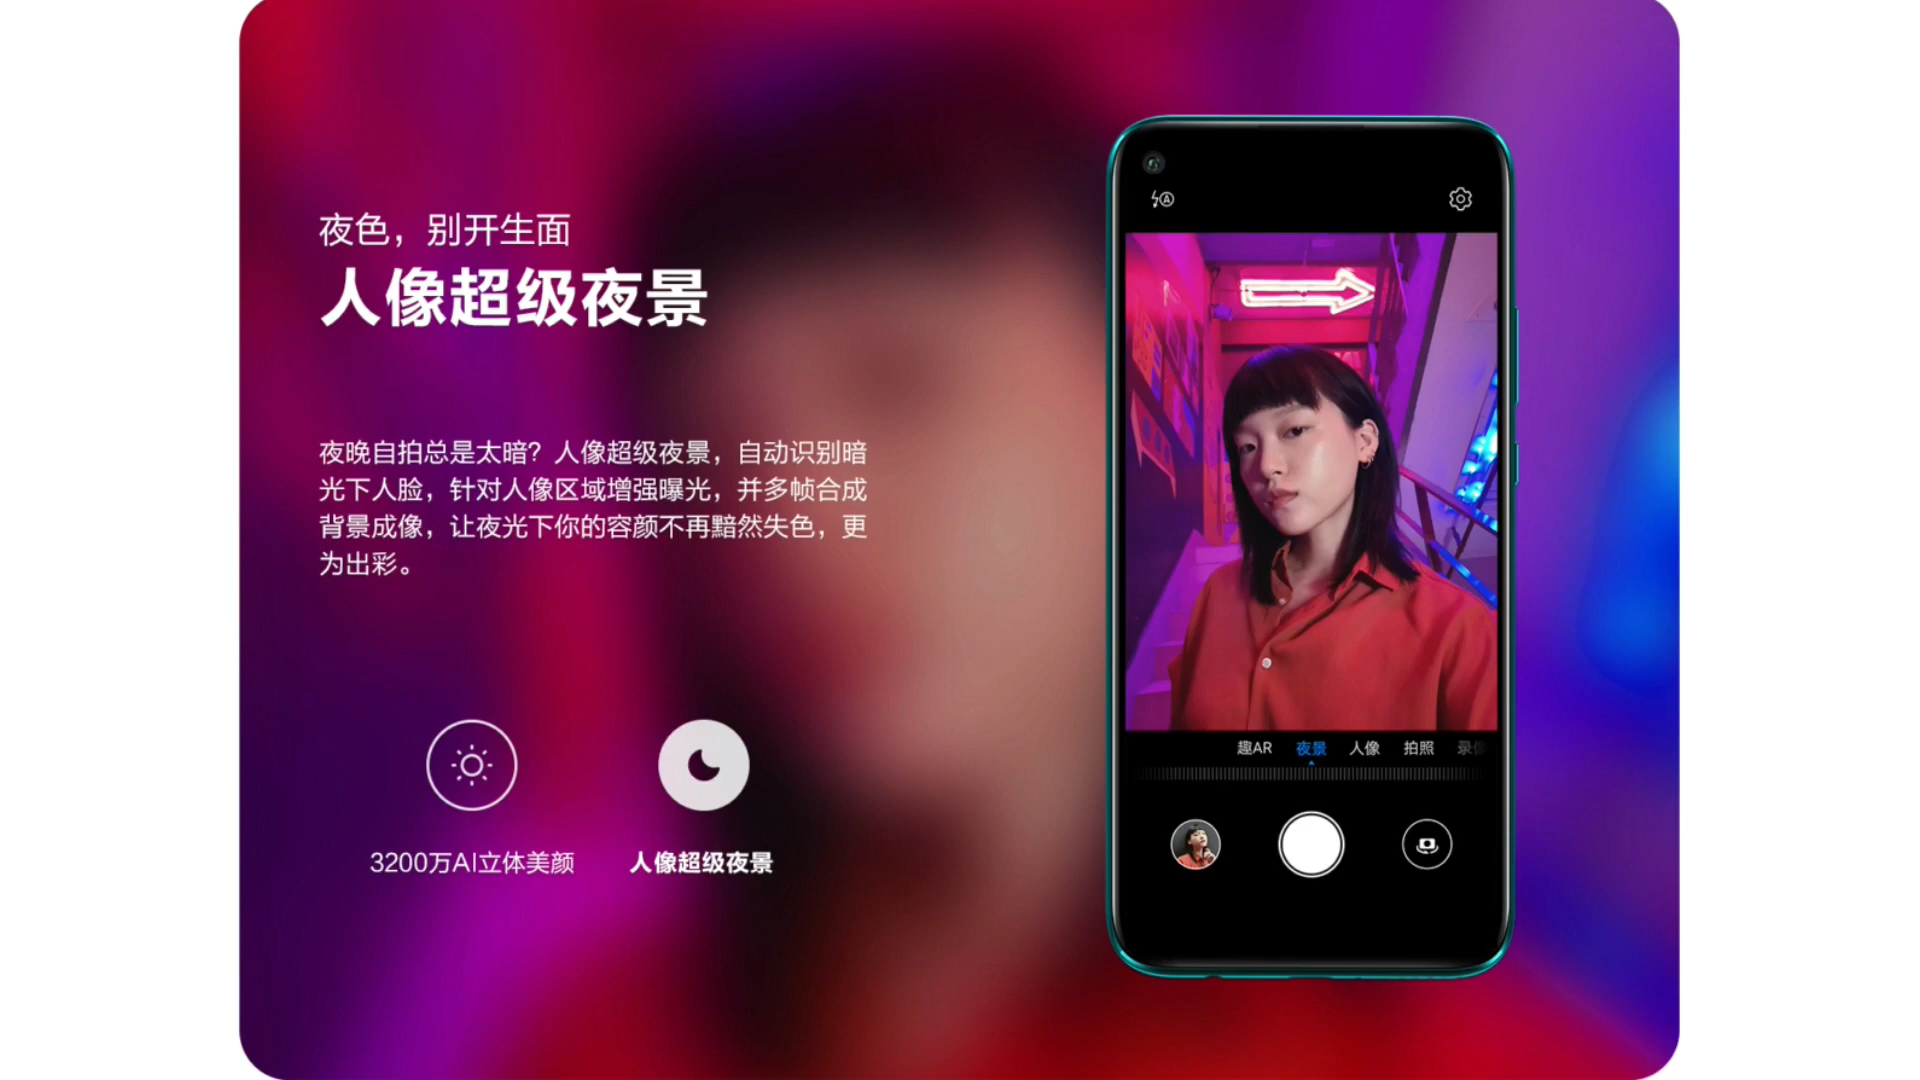 夜色，别开生面
人像超级夜景
夜晚自拍总是太暗？人像超级夜景，自动识别暗
光下人脸，针对人像区域增强曝光，并多帧合成
背景成像，让夜光下你的容颜不再黯然失色，更
为出彩。
3200万AI立体美颜
人像超级夜景
趣AR 夜景 人像 拍照 录像